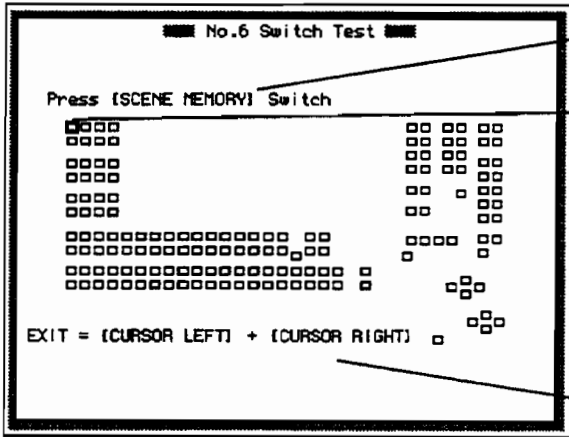 No.6 Switch Test
Press [SCENE MEMORY] Switch
EXIT = [CURSOR LEFT] + [CURSOR RIGHT]